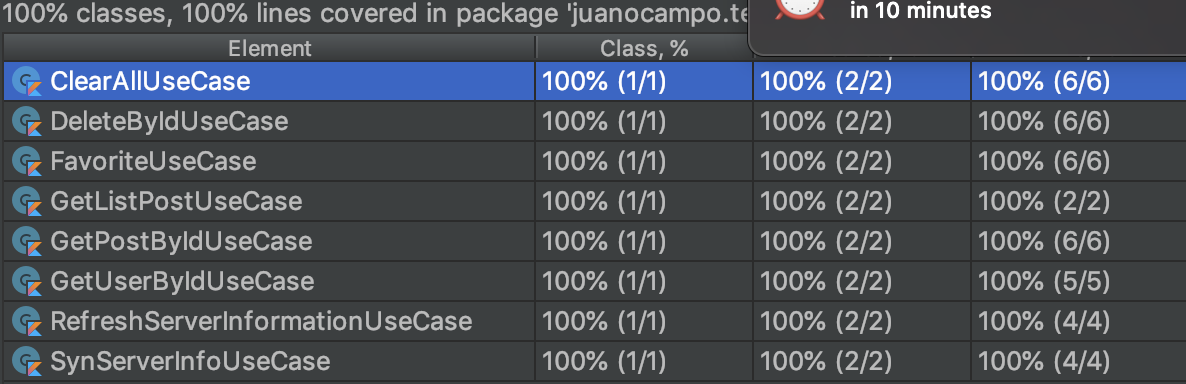 100% classes, 100% lines covered in package 'juanocampo.te
in 10 minutes
Element Class, %
ClearAllUseCase 100% (1/1) 100% (2/2) 100% (6/6)
DeleteByIdUseCase 100% (1/1) 100% (2/2) 100% (6/6)
FavoriteUseCase 100% (1/1) 100% (2/2) 100% (6/6)
GetListPostUseCase 100% (1/1) 100% (2/2) 100% (2/2)
GetPostByIdUseCase 100% (1/1) 100% (2/2) 100% (6/6)
GetUserByIdUseCase 100% (1/1) 100% (2/2) 100% (5/5)
RefreshServerInformationUseCase 100% (1/1) 100% (2/2) 100% (4/4)
SynServerInfoUseCase 100% (1/1) 100% (2/2) 100% (4/4)